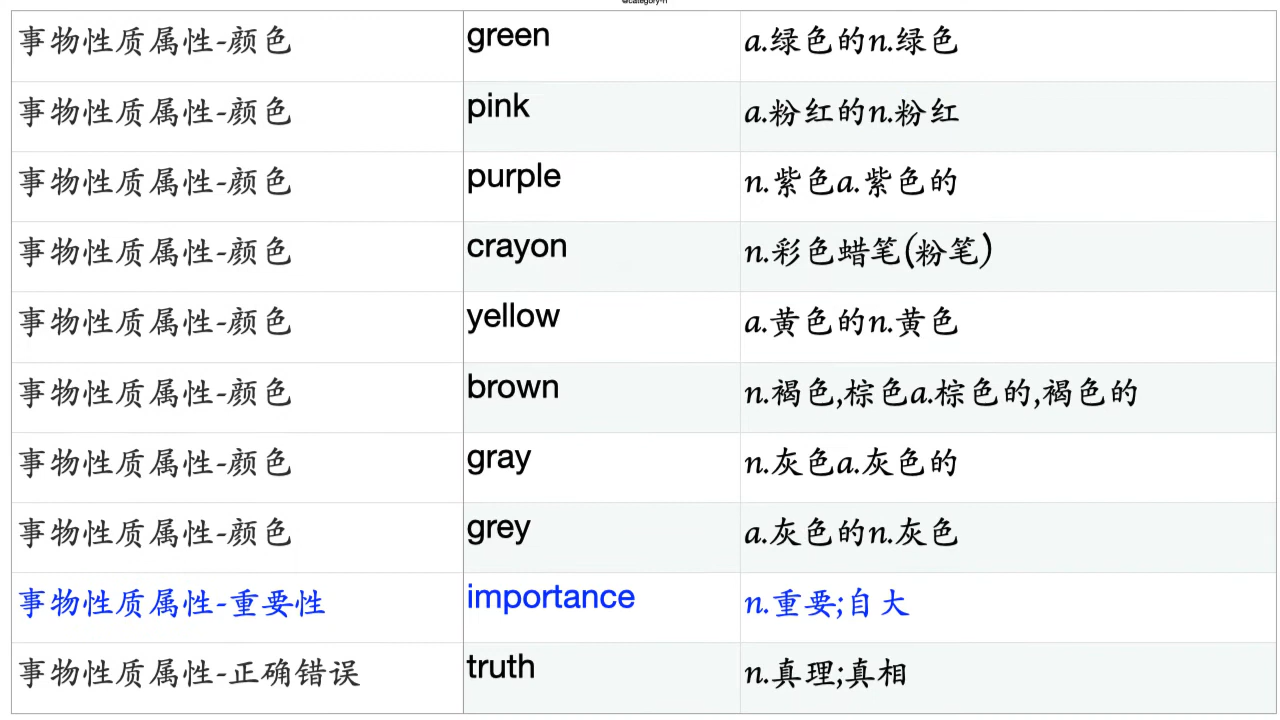 @category-n
事物性质属性-颜色 green a.绿色的n.绿色
事物性质属性-颜色 pink a.粉红的n.粉红
事物性质属性-颜色 purple n.紫色a.紫色的
事物性质属性-颜色 crayon n.彩色蜡笔(粉笔)
事物性质属性-颜色 yellow a.黄色的n.黄色
事物性质属性-颜色 brown n.褐色,棕色a.棕色的,褐色的
事物性质属性-颜色 gray n.灰色a.灰色的
事物性质属性-颜色 grey a.灰色的n.灰色
事物性质属性-重要性 importance n.重要;自大
事物性质属性-正确错误 truth n.真理;真相